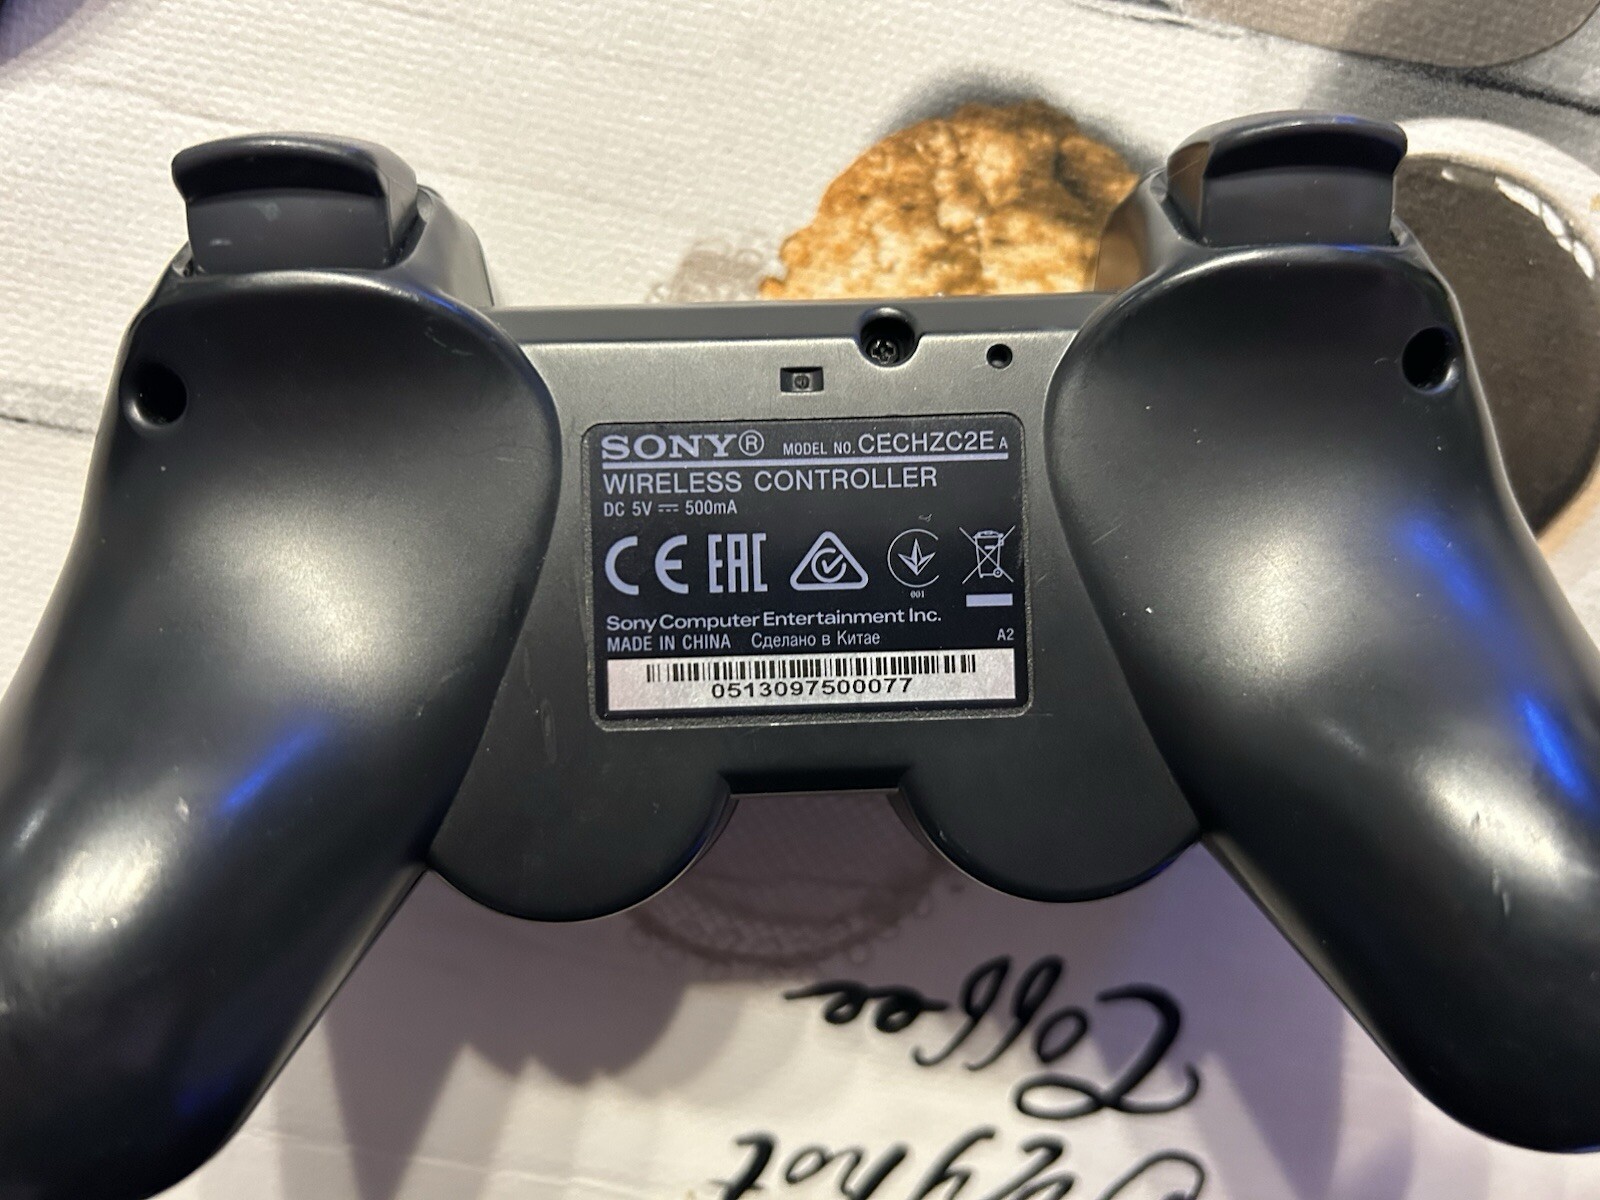 SONY® MODEL NO. CECHZC2E A
WIRELESS CONTROLLER
DC 5V ⎓ 500mA
CE EAC
001
Sony Computer Entertainment Inc.
MADE IN CHINA Сделано в Китае A2
0513097500077
Coffee